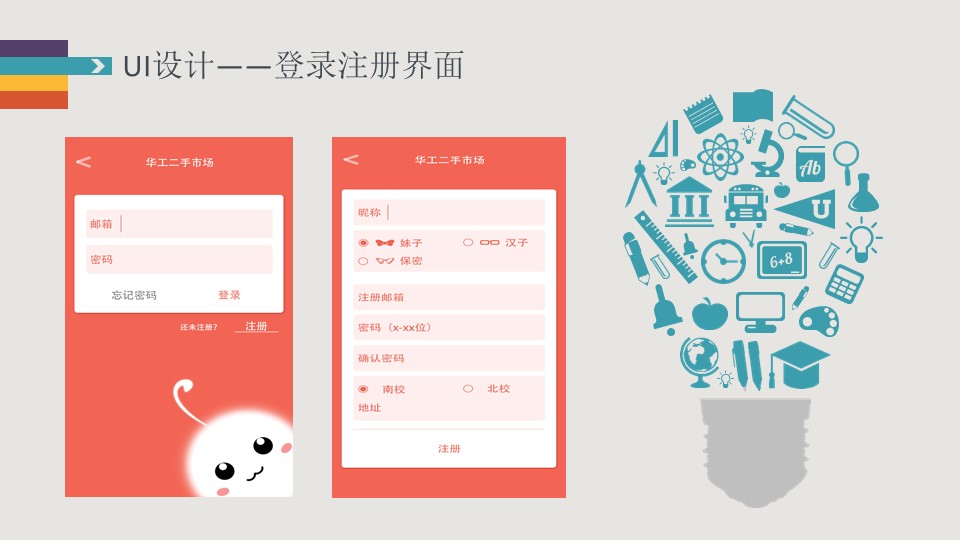 UI设计——登录注册界面
<
华工二手市场
邮箱
密码
忘记密码 登录
还未注册? 注册
<
华工二手市场
昵称
妹子 汉子
保密
注册邮箱
密码（x-xx位）
确认密码
南校 北校
地址
注册
Ab
U
6+8